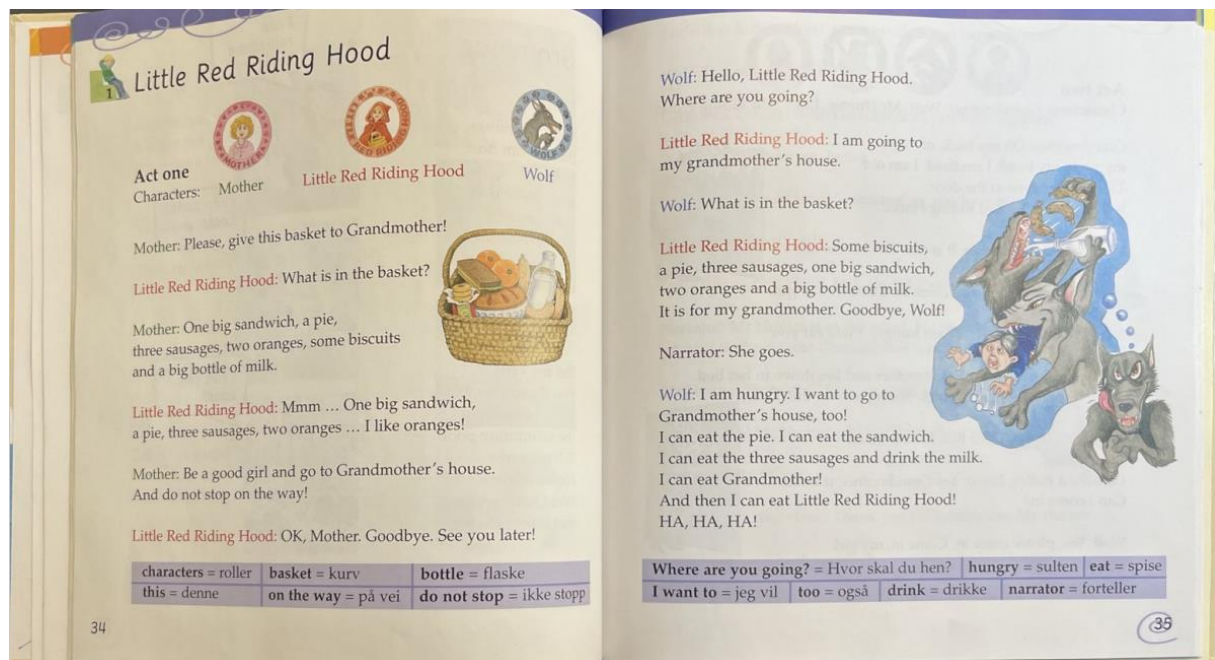 1
Little Red Riding Hood
MOTHER
RED RIDING HOOD
WOLF
Act one
Characters: Mother Little Red Riding Hood Wolf
Mother: Please, give this basket to Grandmother!
Little Red Riding Hood: What is in the basket?
Mother: One big sandwich, a pie,
three sausages, two oranges, some biscuits
and a big bottle of milk.
Little Red Riding Hood: Mmm … One big sandwich,
a pie, three sausages, two oranges … I like oranges!
Mother: Be a good girl and go to Grandmother's house.
And do not stop on the way!
Little Red Riding Hood: OK, Mother. Goodbye. See you later!
characters = roller basket = kurv bottle = flaske
this = denne on the way = på vei do not stop = ikke stopp
34
Wolf: Hello, Little Red Riding Hood.
Where are you going?
Little Red Riding Hood: I am going to
my grandmother's house.
Wolf: What is in the basket?
Little Red Riding Hood: Some biscuits,
a pie, three sausages, one big sandwich,
two oranges and a big bottle of milk.
It is for my grandmother. Goodbye, Wolf!
Narrator: She goes.
Wolf: I am hungry. I want to go to
Grandmother's house, too!
I can eat the pie. I can eat the sandwich.
I can eat the three sausages and drink the milk.
I can eat Grandmother!
And then I can eat Little Red Riding Hood!
HA, HA, HA!
Where are you going? = Hvor skal du hen? hungry = sulten eat = spise
I want to = jeg vil too = også drink = drikke narrator = forteller
35